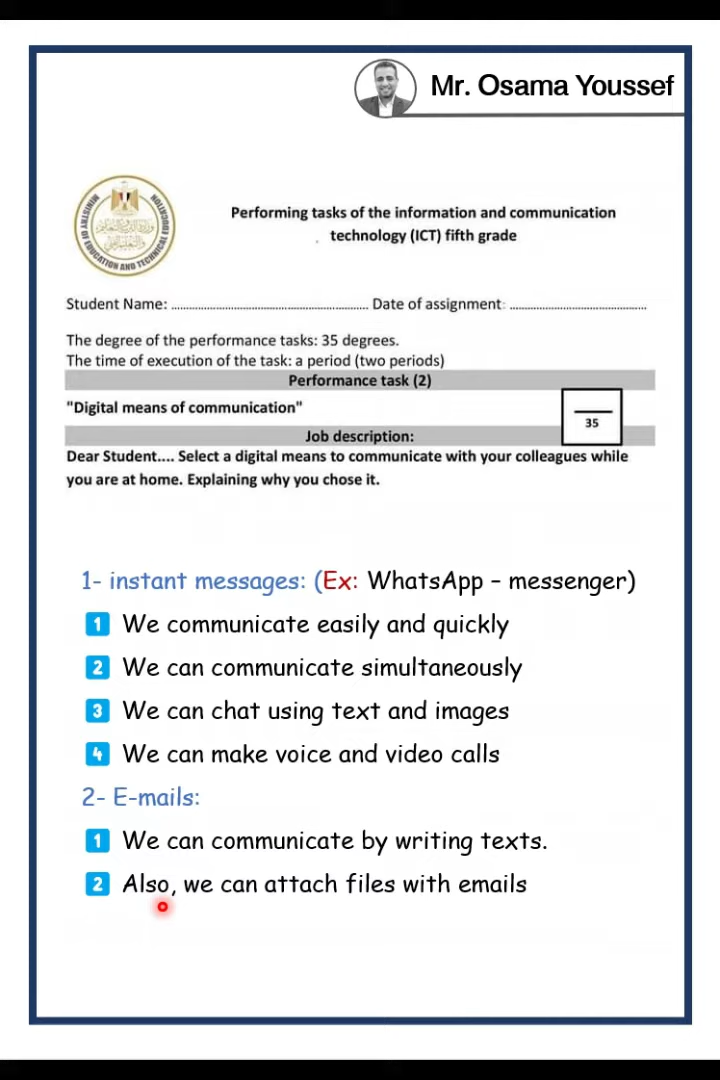 Mr. Osama Youssef
MINISTRY OF EDUCATION AND TECHNICAL EDUCATION
Performing tasks of the information and communication
technology (ICT) fifth grade
Student Name: ........................................................ Date of assignment: ........................................
The degree of the performance tasks: 35 degrees.
The time of execution of the task: a period (two periods)
Performance task (2)
"Digital means of communication"
35
Job description:
Dear Student.... Select a digital means to communicate with your colleagues while
you are at home. Explaining why you chose it.
1- instant messages: (Ex: WhatsApp – messenger)
1 We communicate easily and quickly
2 We can communicate simultaneously
3 We can chat using text and images
4 We can make voice and video calls
2- E-mails:
1 We can communicate by writing texts.
2 Also, we can attach files with emails